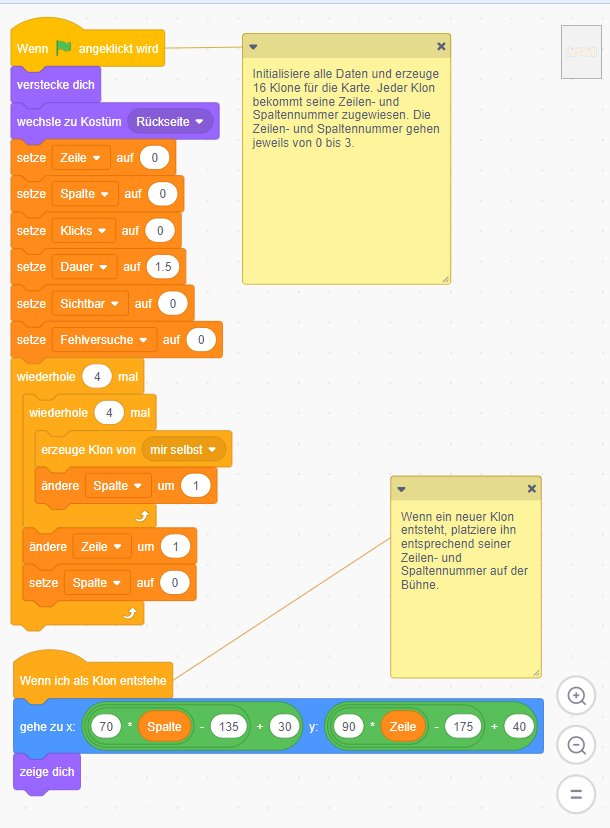 Wenn angeklickt wird
verstecke dich
wechsle zu Kostüm Rückseite
setze Zeile auf 0
setze Spalte auf 0
setze Klicks auf 0
setze Dauer auf 1.5
setze Sichtbar auf 0
setze Fehlversuche auf 0
wiederhole 4 mal
wiederhole 4 mal
erzeuge Klon von mir selbst
ändere Spalte um 1
ändere Zeile um 1
setze Spalte auf 0
Initialisiere alle Daten und erzeuge
16 Klone für die Karte. Jeder Klon
bekommt seine Zeilen- und
Spaltennummer zugewiesen. Die
Zeilen- und Spaltennummer gehen
jeweils von 0 bis 3.
Wenn ein neuer Klon
entsteht, platziere ihn
entsprechend seiner
Zeilen- und
Spaltennummer auf der
Bühne.
Wenn ich als Klon entstehe
gehe zu x: 70 * Spalte - 135 + 30 y: 90 * Zeile - 175 + 40
zeige dich